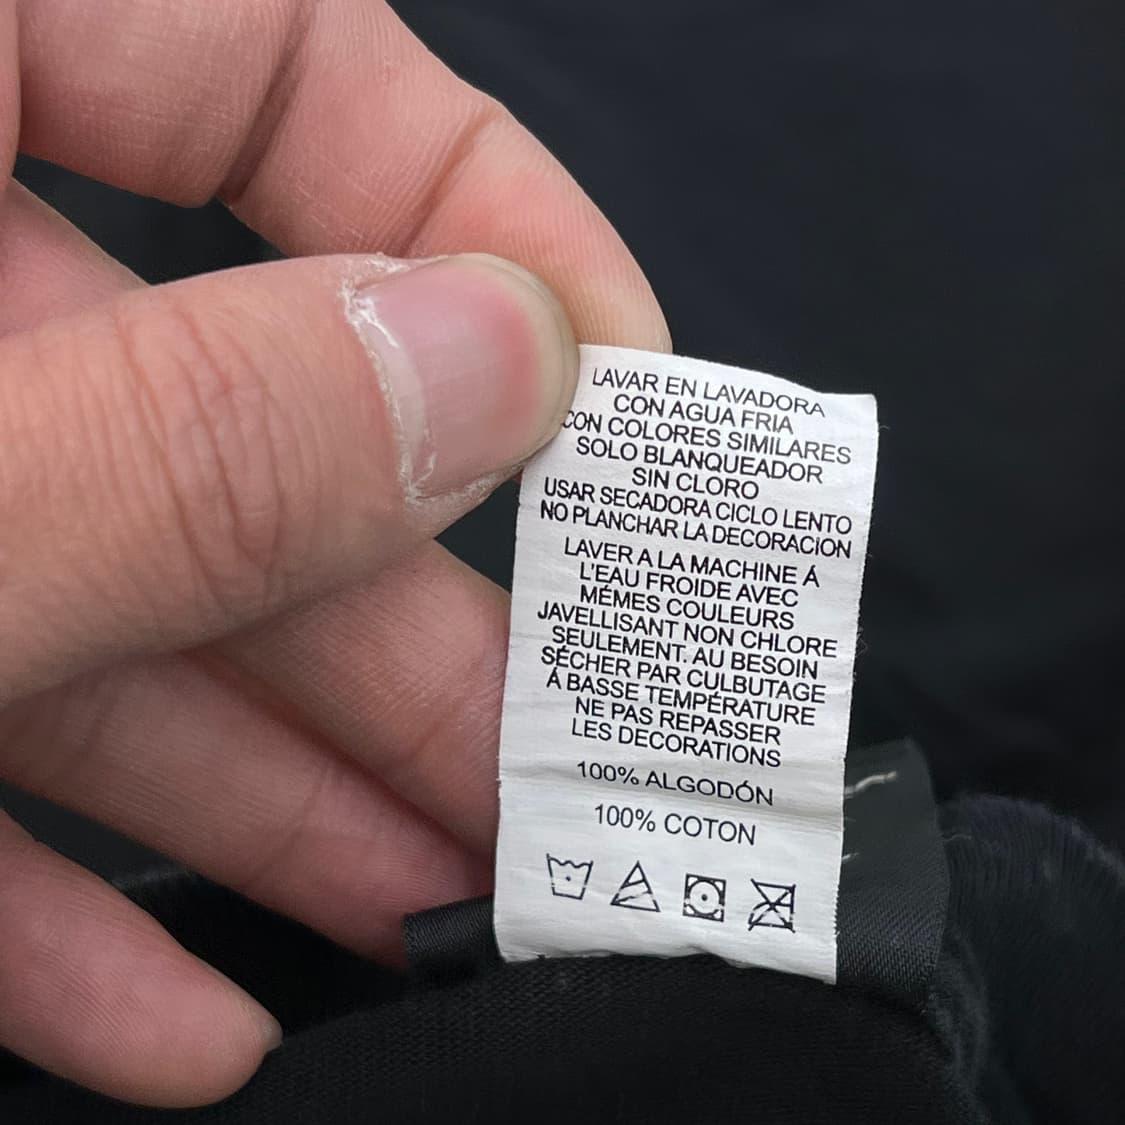 LAVAR EN LAVADORA
CON AGUA FRIA
CON COLORES SIMILARES
SOLO BLANQUEADOR
SIN CLORO
USAR SECADORA CICLO LENTO
NO PLANCHAR LA DECORACION
LAVER A LA MACHINE Á
L'EAU FROIDE AVEC
MÉMES COULEURS
JAVELLISANT NON CHLORE
SEULEMENT. AU BESOIN
SÉCHER PAR CULBUTAGE
Á BASSE TEMPÉRATURE
NE PAS REPASSER
LES DECORATIONS
100% ALGODÓN
100% COTON